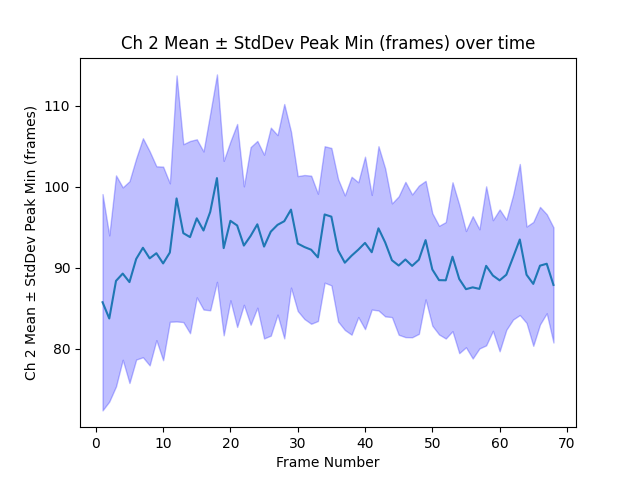 Ch 2 Mean ± StdDev Peak Min (frames) over time
Ch 2 Mean ± StdDev Peak Min (frames)
110
100
90
80
0 10 20 30 40 50 60 70
Frame Number